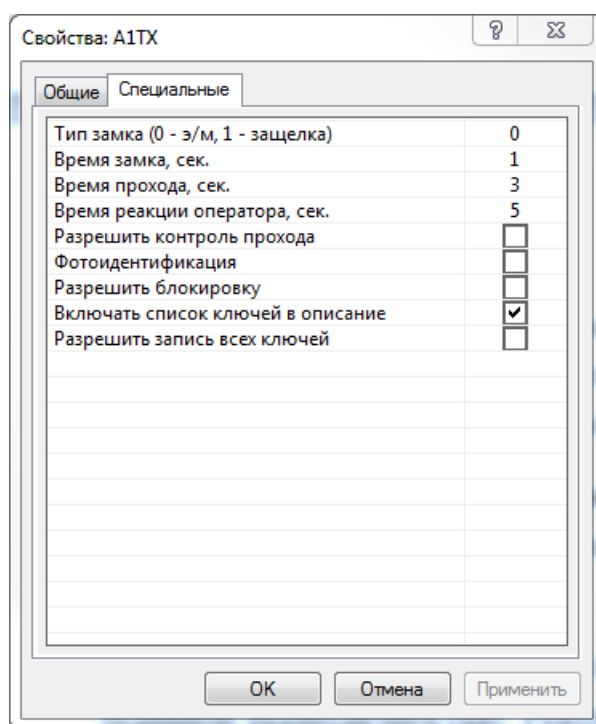 Свойства: A1TX
Общие Специальные
Тип замка (0 - э/м, 1 - защелка) 0
Время замка, сек. 1
Время прохода, сек. 3
Время реакции оператора, сек. 5
Разрешить контроль прохода
Фотоидентификация
Разрешить блокировку
Включать список ключей в описание
Разрешить запись всех ключей
OK Отмена Применить